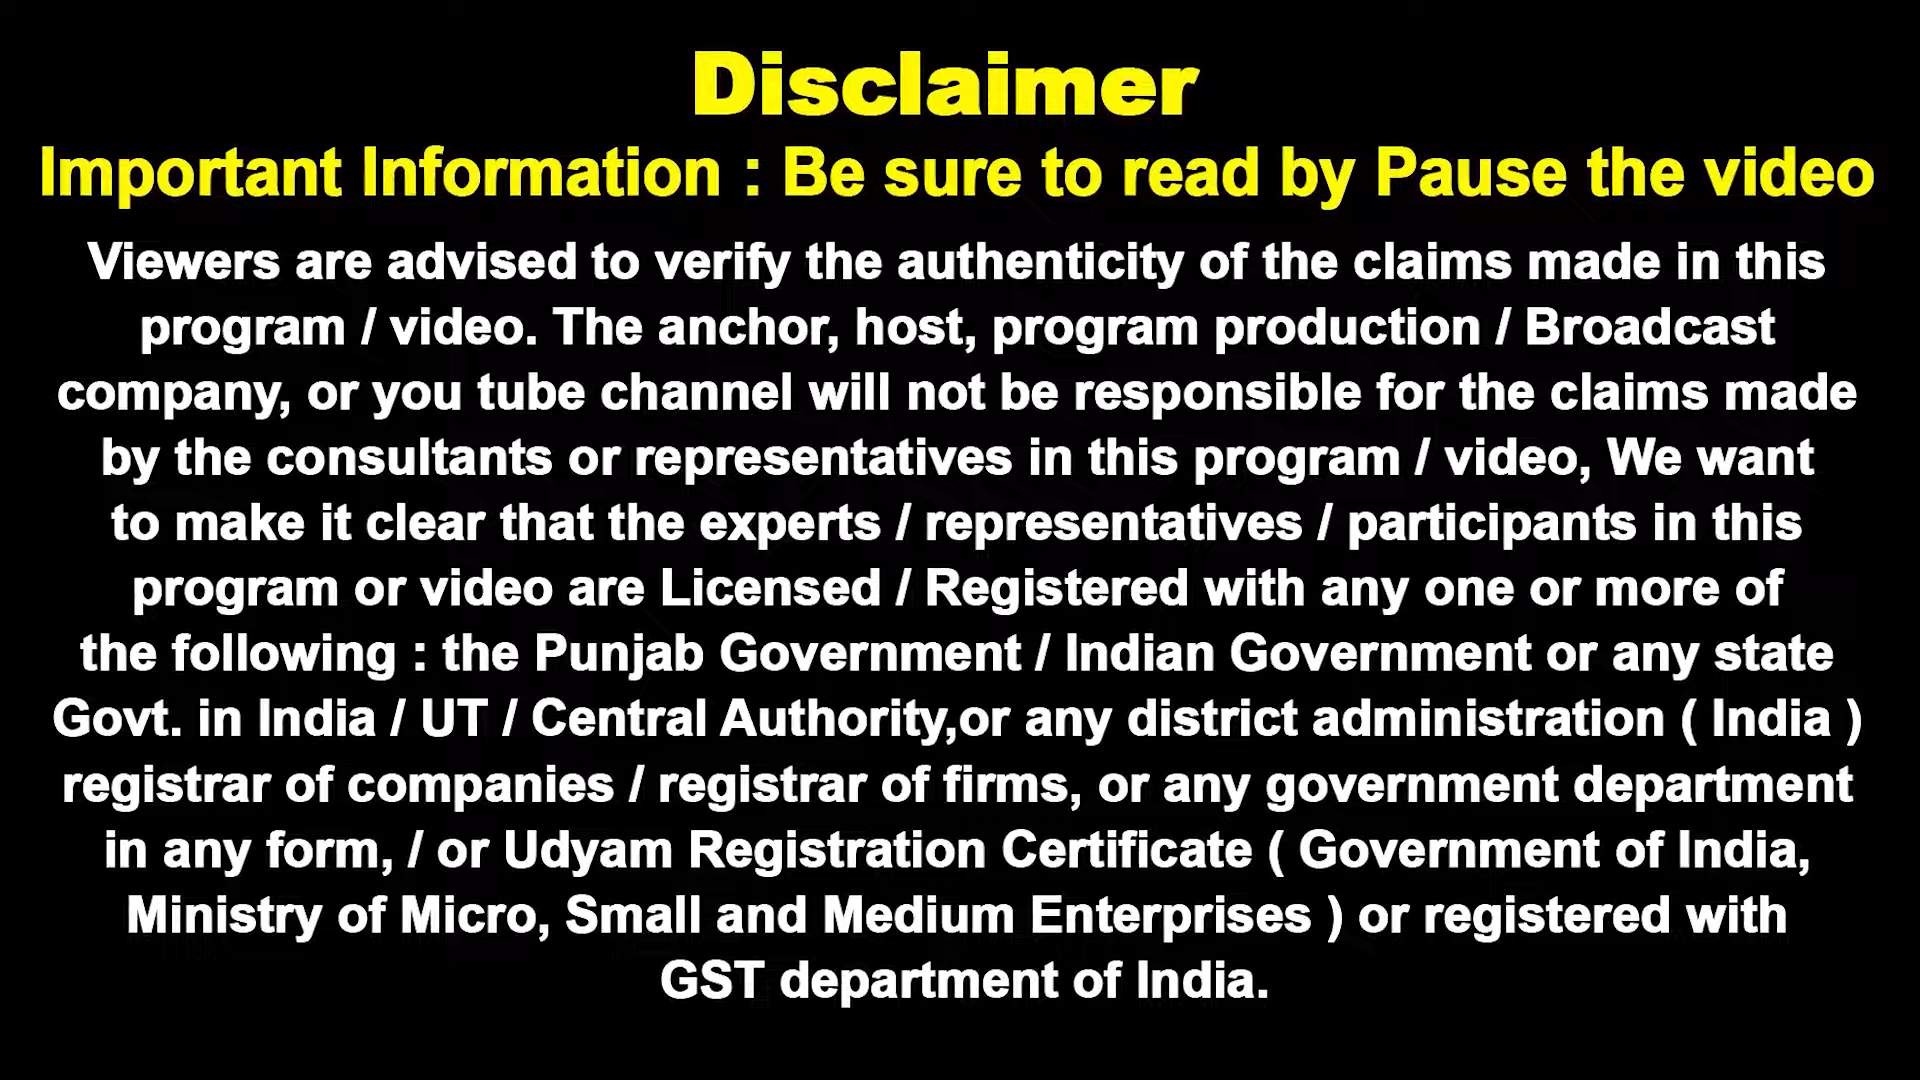 Disclaimer
Important Information : Be sure to read by Pause the video
Viewers are advised to verify the authenticity of the claims made in this
program / video. The anchor, host, program production / Broadcast
company, or you tube channel will not be responsible for the claims made
by the consultants or representatives in this program / video, We want
to make it clear that the experts / representatives / participants in this
program or video are Licensed / Registered with any one or more of
the following : the Punjab Government / Indian Government or any state
Govt. in India / UT / Central Authority,or any district administration ( India )
registrar of companies / registrar of firms, or any government department
in any form, / or Udyam Registration Certificate ( Government of India,
Ministry of Micro, Small and Medium Enterprises ) or registered with
GST department of India.